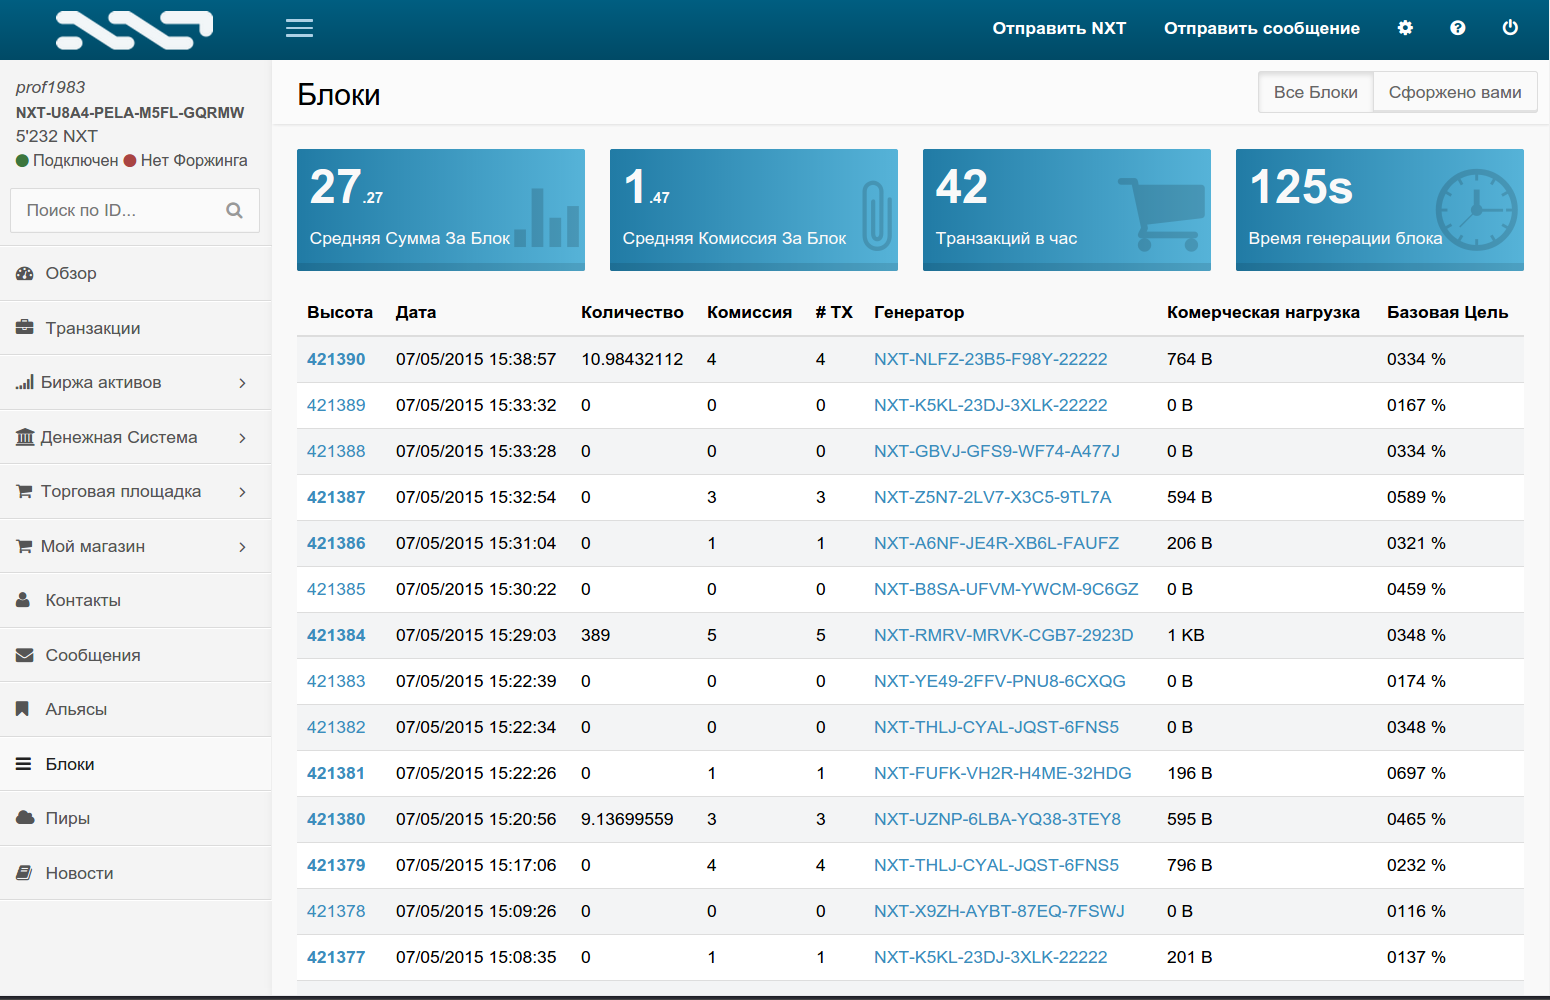 NXT
Отправить NXT Отправить сообщение
prof1983
NXT-U8A4-PELA-M5FL-GQRMW
5'232 NXT
Подключен Нет Форжинга
Поиск по ID...
Обзор
Транзакции
Биржа активов
Денежная Система
Торговая площадка
Мой магазин
Контакты
Сообщения
Альясы
Блоки
Пиры
Новости
Блоки
Все Блоки Сфоржено вами
27.27
Средняя Сумма За Блок
1.47
Средняя Комиссия За Блок
42
Транзакций в час
125s
Время генерации блока
Высота Дата Количество Комиссия # TX Генератор Комерческая нагрузка Базовая Цель
421390 07/05/2015 15:38:57 10.98432112 4 4 NXT-NLFZ-23B5-F98Y-22222 764 B 0334 %
421389 07/05/2015 15:33:32 0 0 0 NXT-K5KL-23DJ-3XLK-22222 0 B 0167 %
421388 07/05/2015 15:33:28 0 0 0 NXT-GBVJ-GFS9-WF74-A477J 0 B 0334 %
421387 07/05/2015 15:32:54 0 3 3 NXT-Z5N7-2LV7-X3C5-9TL7A 594 B 0589 %
421386 07/05/2015 15:31:04 0 1 1 NXT-A6NF-JE4R-XB6L-FAUFZ 206 B 0321 %
421385 07/05/2015 15:30:22 0 0 0 NXT-B8SA-UFVM-YWCM-9C6GZ 0 B 0459 %
421384 07/05/2015 15:29:03 389 5 5 NXT-RMRV-MRVK-CGB7-2923D 1 KB 0348 %
421383 07/05/2015 15:22:39 0 0 0 NXT-YE49-2FFV-PNU8-6CXQG 0 B 0174 %
421382 07/05/2015 15:22:34 0 0 0 NXT-THLJ-CYAL-JQST-6FNS5 0 B 0348 %
421381 07/05/2015 15:22:26 0 1 1 NXT-FUFK-VH2R-H4ME-32HDG 196 B 0697 %
421380 07/05/2015 15:20:56 9.13699559 3 3 NXT-UZNP-6LBA-YQ38-3TEY8 595 B 0465 %
421379 07/05/2015 15:17:06 0 4 4 NXT-THLJ-CYAL-JQST-6FNS5 796 B 0232 %
421378 07/05/2015 15:09:26 0 0 0 NXT-X9ZH-AYBT-87EQ-7FSWJ 0 B 0116 %
421377 07/05/2015 15:08:35 0 1 1 NXT-K5KL-23DJ-3XLK-22222 201 B 0137 %